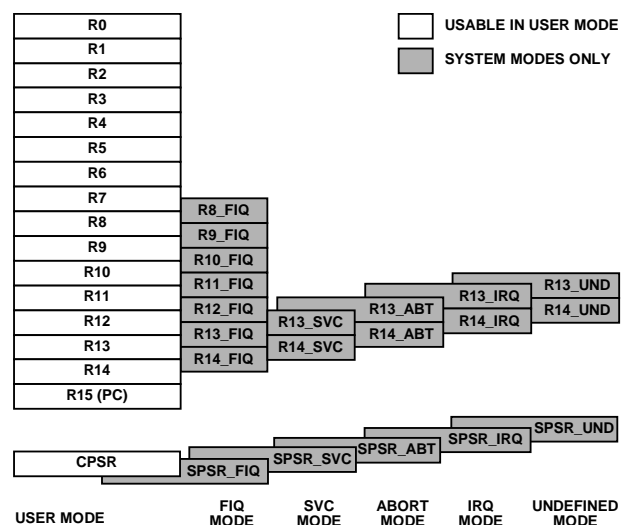 R0
R1
R2
R3
R4
R5
R6
R7
R8
R9
R10
R11
R12
R13
R14
R15 (PC)
R8_FIQ
R9_FIQ
R10_FIQ
R11_FIQ
R12_FIQ
R13_FIQ
R14_FIQ
R13_SVC
R14_SVC
R13_ABT
R14_ABT
R13_IRQ
R14_IRQ
R13_UND
R14_UND
USABLE IN USER MODE
SYSTEM MODES ONLY
CPSR
SPSR_FIQ
SPSR_SVC
SPSR_ABT
SPSR_IRQ
SPSR_UND
USER MODE
FIQ
MODE
SVC
MODE
ABORT
MODE
IRQ
MODE
UNDEFINED
MODE